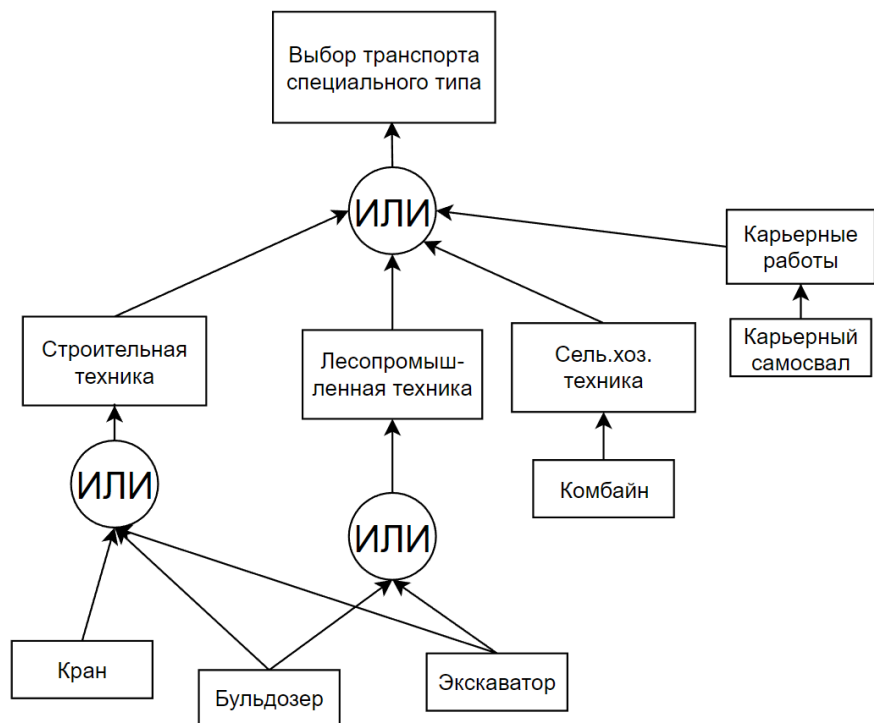 Выбор транспорта
специального типа
ИЛИ
Карьерные
работы
Строительная
техника
Лесопромыш-
ленная техника
Сель.хоз.
техника
Карьерный
самосвал
ИЛИ
Комбайн
ИЛИ
Кран
Бульдозер
Экскаватор